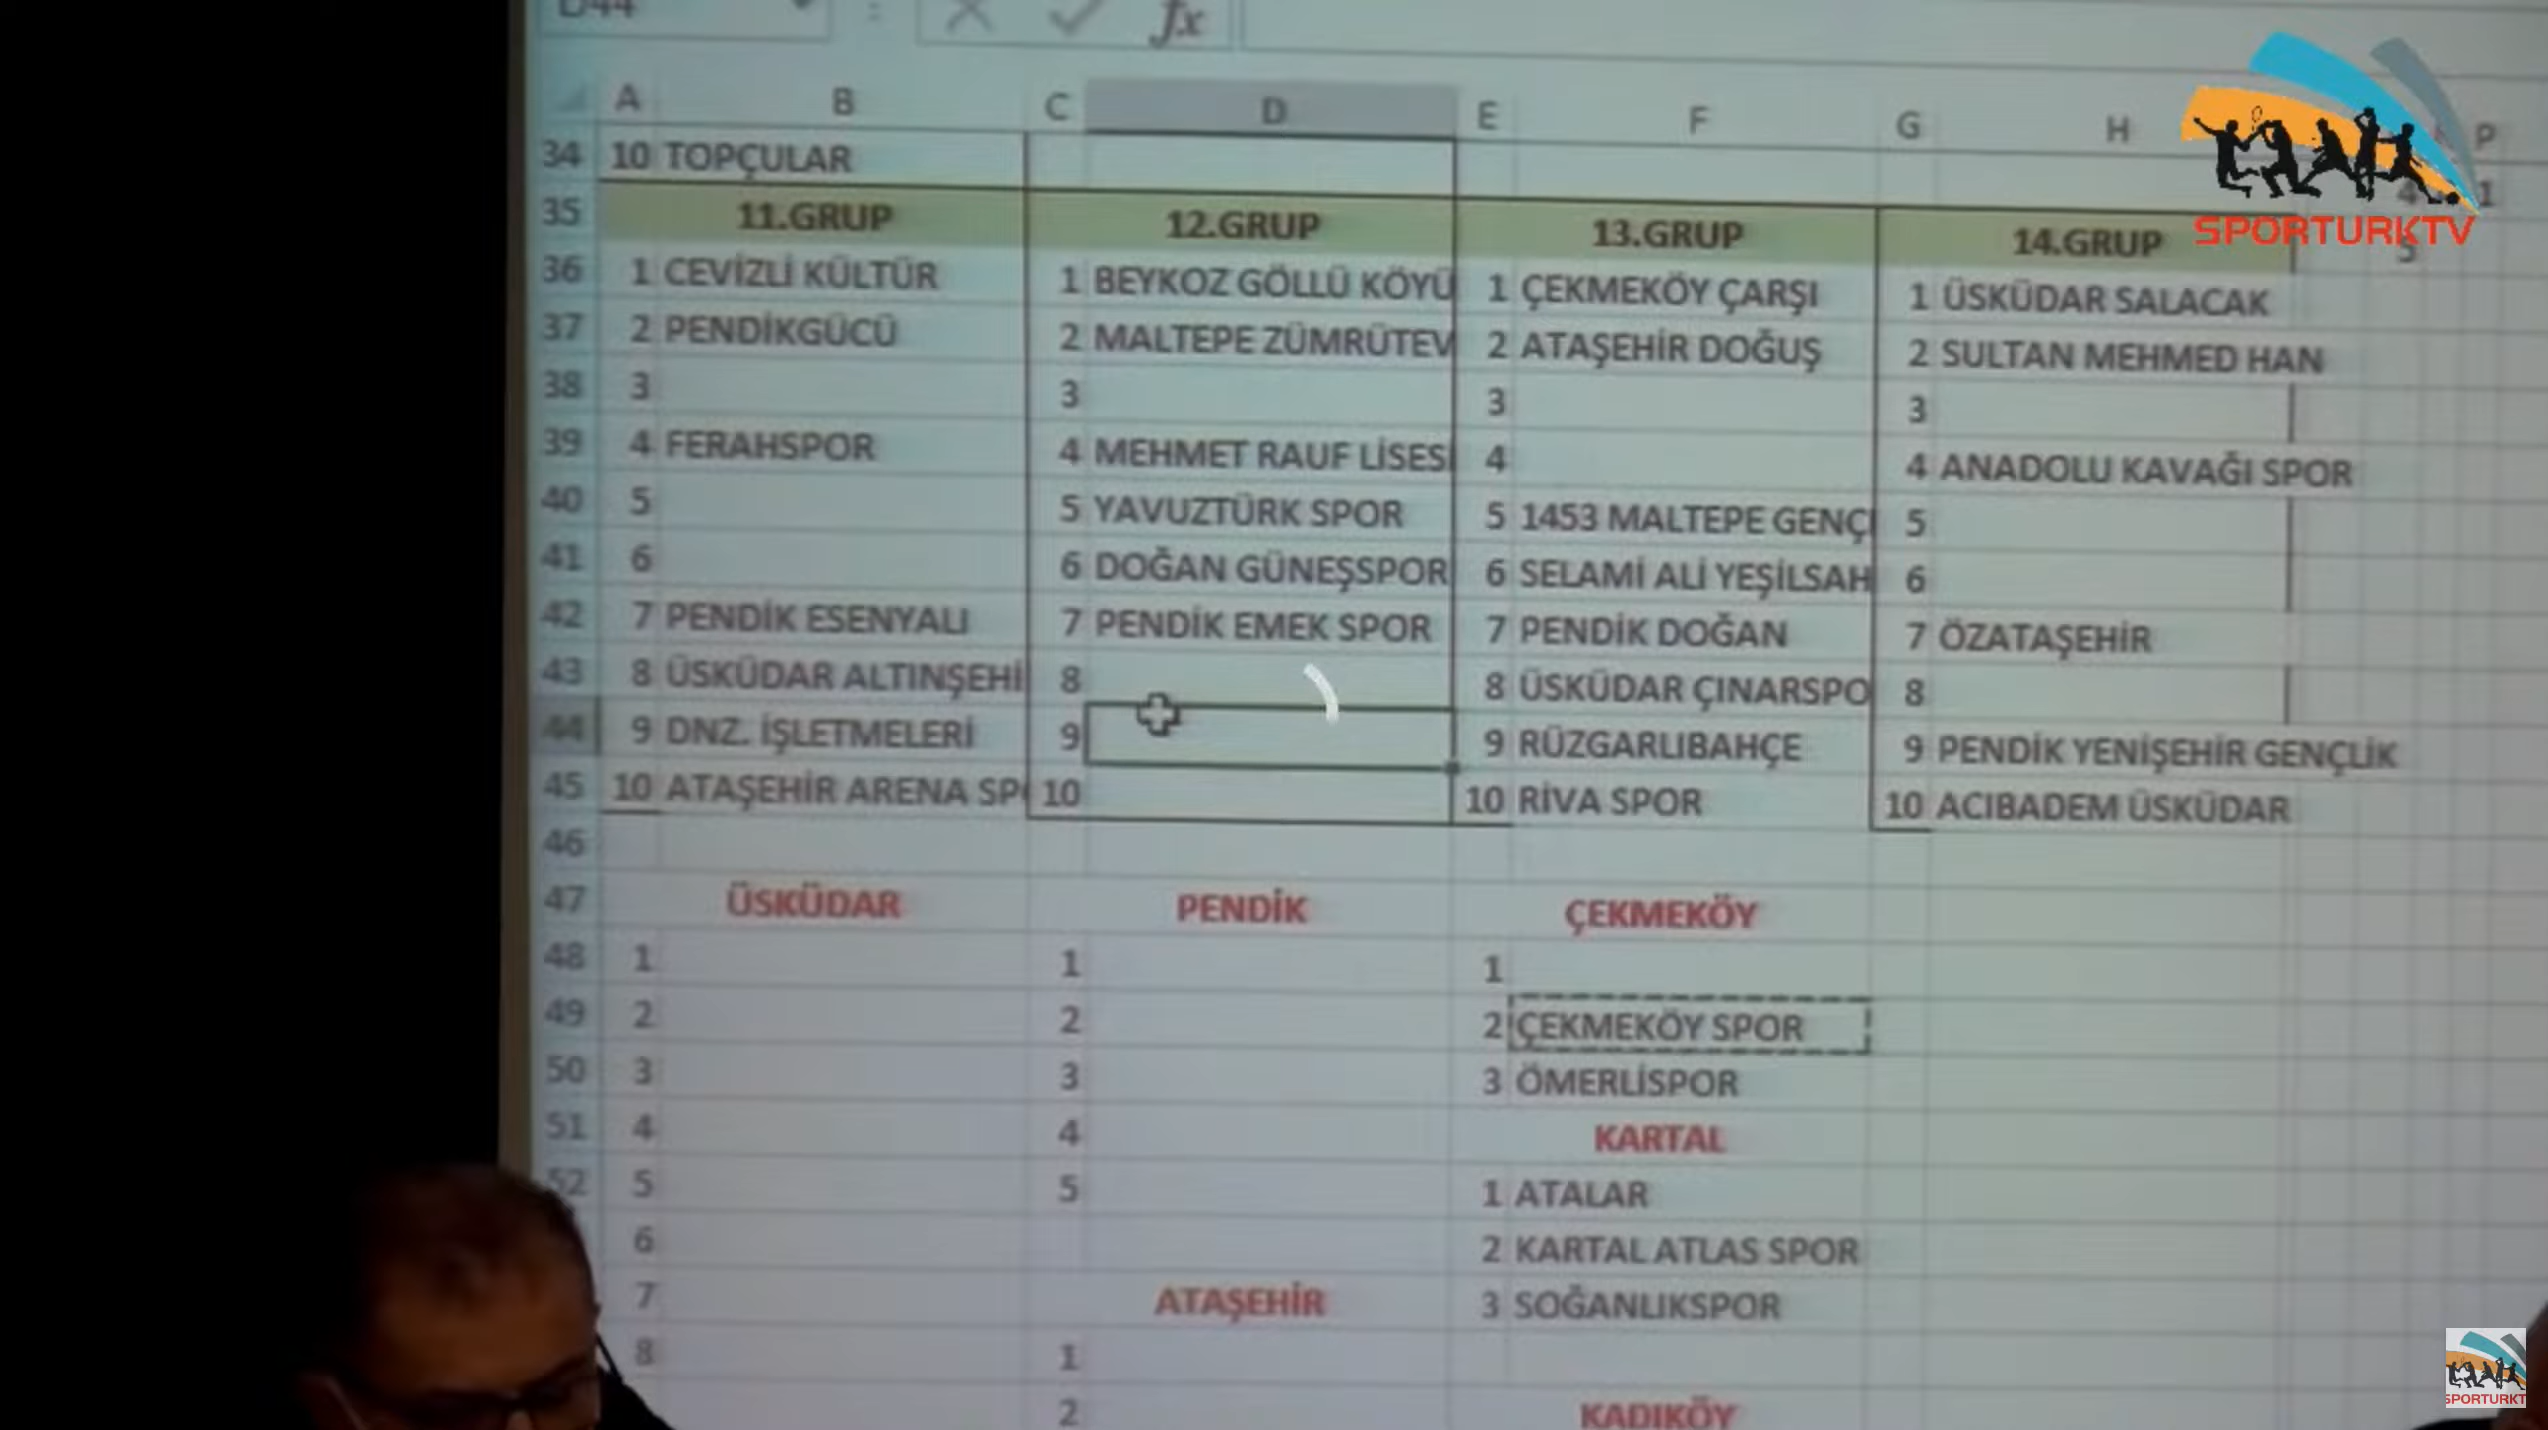 D44
fx
A B C D E F G H P
34 10 TOPÇULAR
35 11.GRUP 12.GRUP 13.GRUP 14.GRUP
36 1 CEVİZLİ KÜLTÜR 1 BEYKOZ GÖLLÜ KÖYÜ 1 ÇEKMEKÖY ÇARŞI 1 ÜSKÜDAR SALACAK
37 2 PENDİKGÜCÜ 2 MALTEPE ZÜMRÜTEV 2 ATAŞEHİR DOĞUŞ 2 SULTAN MEHMED HAN
38 3 3 3 3
39 4 FERAHSPOR 4 MEHMET RAUF LİSESİ 4 4 ANADOLU KAVAĞI SPOR
40 5 5 YAVUZTÜRK SPOR 5 1453 MALTEPE GENÇ 5
41 6 6 DOĞAN GÜNEŞSPOR 6 SELAMİ ALİ YEŞİLSAH 6
42 7 PENDİK ESENYALI 7 PENDİK EMEK SPOR 7 PENDİK DOĞAN 7 ÖZATAŞEHİR
43 8 ÜSKÜDAR ALTINŞEHİ 8 8 ÜSKÜDAR ÇINARSPO 8
44 9 DNZ. İŞLETMELERİ 9 9 RÜZGARLIBAHÇE 9 PENDİK YENİŞEHİR GENÇLİK
45 10 ATAŞEHİR ARENA SP 10 10 RİVA SPOR 10 ACIBADEM ÜSKÜDAR
46
47 ÜSKÜDAR PENDİK ÇEKMEKÖY
48 1 1 1
49 2 2 2 ÇEKMEKÖY SPOR
50 3 3 3 ÖMERLİSPOR
51 4 4 KARTAL
52 5 5 1 ATALAR
6 2 KARTAL ATLAS SPOR
7 ATAŞEHİR 3 SOĞANLIKSPOR
8 1
2 KADIKÖY
SPORTURKTV
SPORTURKT